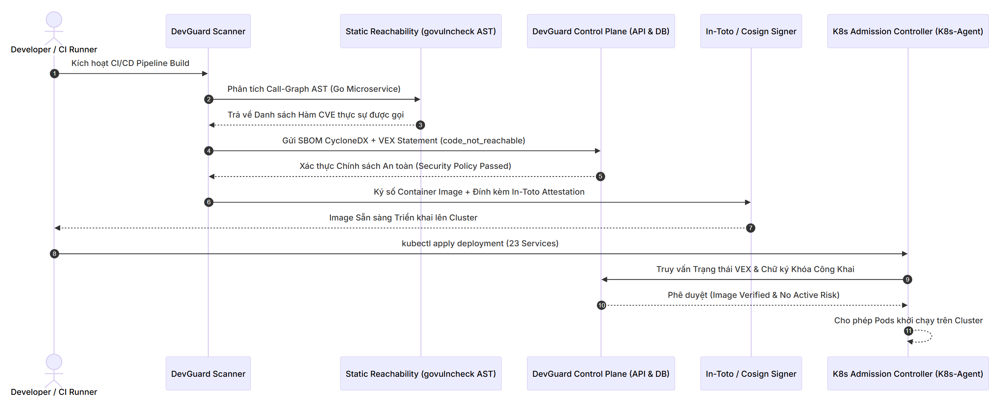 Developer / CI Runner
DevGuard Scanner
Static Reachability (govulncheck AST)
DevGuard Control Plane (API & DB)
In-Toto / Cosign Signer
K8s Admission Controller (K8s-Agent)
Kích hoạt CI/CD Pipeline Build
1
Phân tích Call-Graph AST (Go Microservice)
2
Trả về Danh sách Hàm CVE thực sự được gọi
3
Gửi SBOM CycloneDX + VEX Statement (code_not_reachable)
4
Xác thực Chính sách An toàn (Security Policy Passed)
5
Ký số Container Image + Đính kèm In-Toto Attestation
6
Image Sẵn sàng Triển khai lên Cluster
7
kubectl apply deployment (23 Services)
8
Truy vấn Trạng thái VEX & Chữ ký Khóa Công Khai
9
Phê duyệt (Image Verified & No Active Risk)
10
Cho phép Pods khởi chạy trên Cluster
11
Developer / CI Runner
DevGuard Scanner
Static Reachability (govulncheck AST)
DevGuard Control Plane (API & DB)
In-Toto / Cosign Signer
K8s Admission Controller (K8s-Agent)